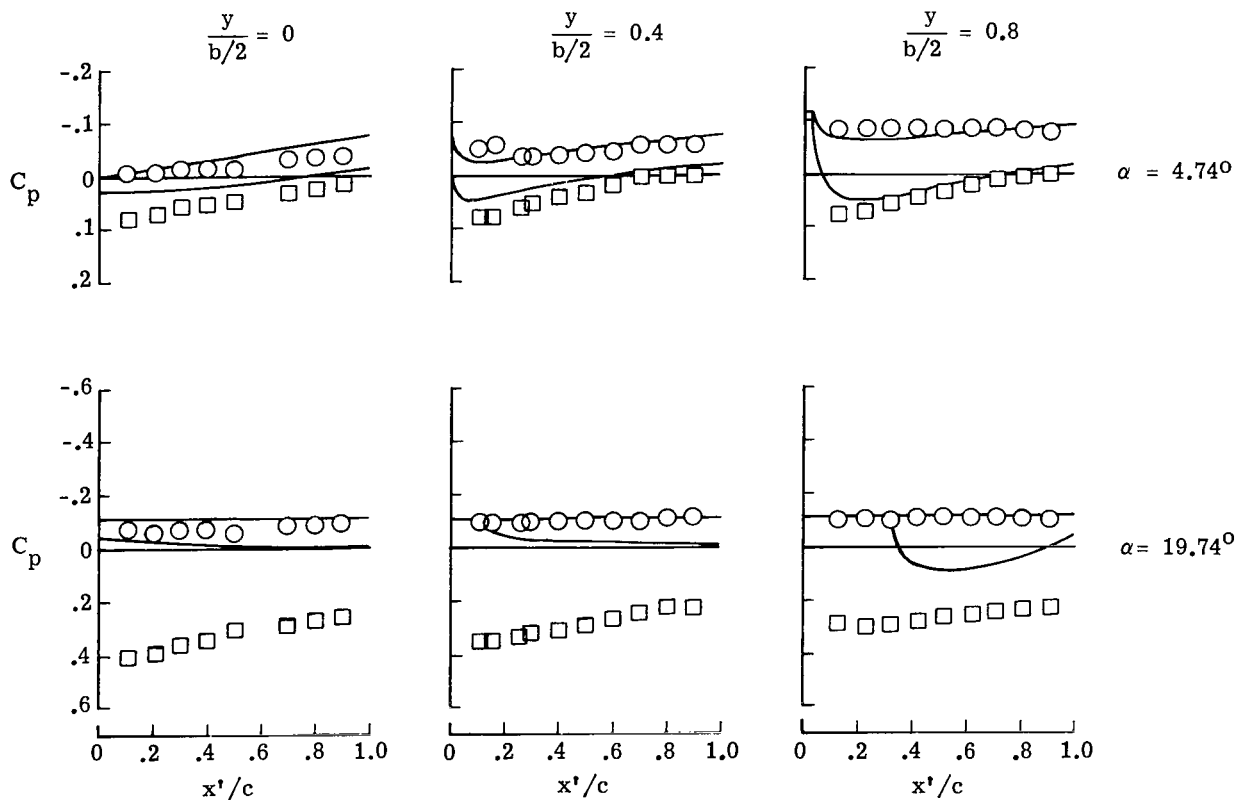 y/b/2 = 0
y/b/2 = 0.4
y/b/2 = 0.8
-.2
-.1
Cp 0
.1
.2
α = 4.74°
-.6
-.4
-.2
Cp 0
.2
.4
.6
α = 19.74°
0 .2 .4 .6 .8 1.0
0 .2 .4 .6 .8 1.0
0 .2 .4 .6 .8 1.0
x'/c
x'/c
x'/c